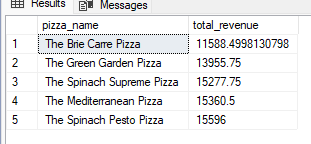 Results Messages
pizza_name total_revenue
1 The Brie Carre Pizza 11588.4998130798
2 The Green Garden Pizza 13955.75
3 The Spinach Supreme Pizza 15277.75
4 The Mediterranean Pizza 15360.5
5 The Spinach Pesto Pizza 15596